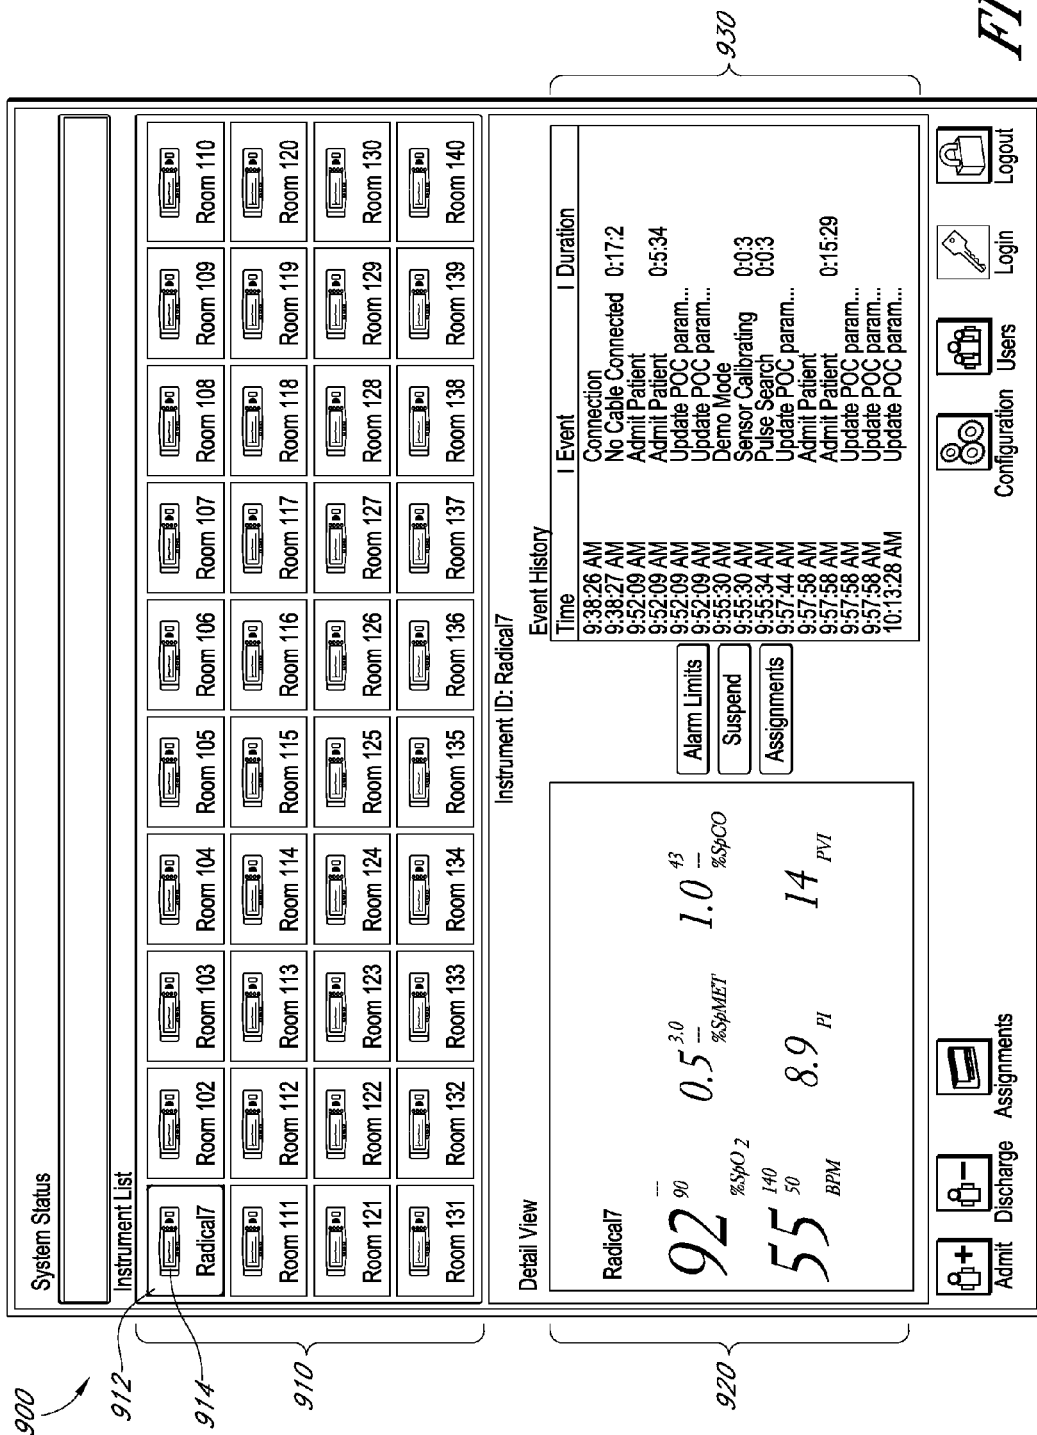 FI
900
System Status
Instrument List
912
914
910
Radical7
Room 102
Room 103
Room 104
Room 105
Room 106
Room 107
Room 108
Room 109
Room 110
Room 111
Room 112
Room 113
Room 114
Room 115
Room 116
Room 117
Room 118
Room 119
Room 120
Room 121
Room 122
Room 123
Room 124
Room 125
Room 126
Room 127
Room 128
Room 129
Room 130
Room 131
Room 132
Room 133
Room 134
Room 135
Room 136
Room 137
Room 138
Room 139
Room 140
Instrument ID: Radical7
Detail View
920
Radical7
92 --- 90 %SpO2
0.5 3.0 -- %SpMET
1.0 43 -- %SpCO
55 140 50 BPM
8.9 PI
14 PVI
Alarm Limits
Suspend
Assignments
Event History
930
Time | Event | Duration
9:38:26 AM Connection
9:38:27 AM No Cable Connected 0:17:2
9:52:09 AM Admit Patient
9:52:09 AM Admit Patient 0:5:34
9:52:09 AM Update POC param...
9:52:09 AM Update POC param...
9:55:30 AM Demo Mode
9:55:30 AM Sensor Calibrating 0:0:3
9:55:34 AM Pulse Search 0:0:3
9:57:44 AM Update POC param...
9:57:58 AM Admit Patient
9:57:58 AM Admit Patient 0:15:29
9:57:58 AM Update POC param...
9:57:58 AM Update POC param...
10:13:28 AM Update POC param...
Admit
Discharge
Assignments
Configuration
Users
Login
Logout